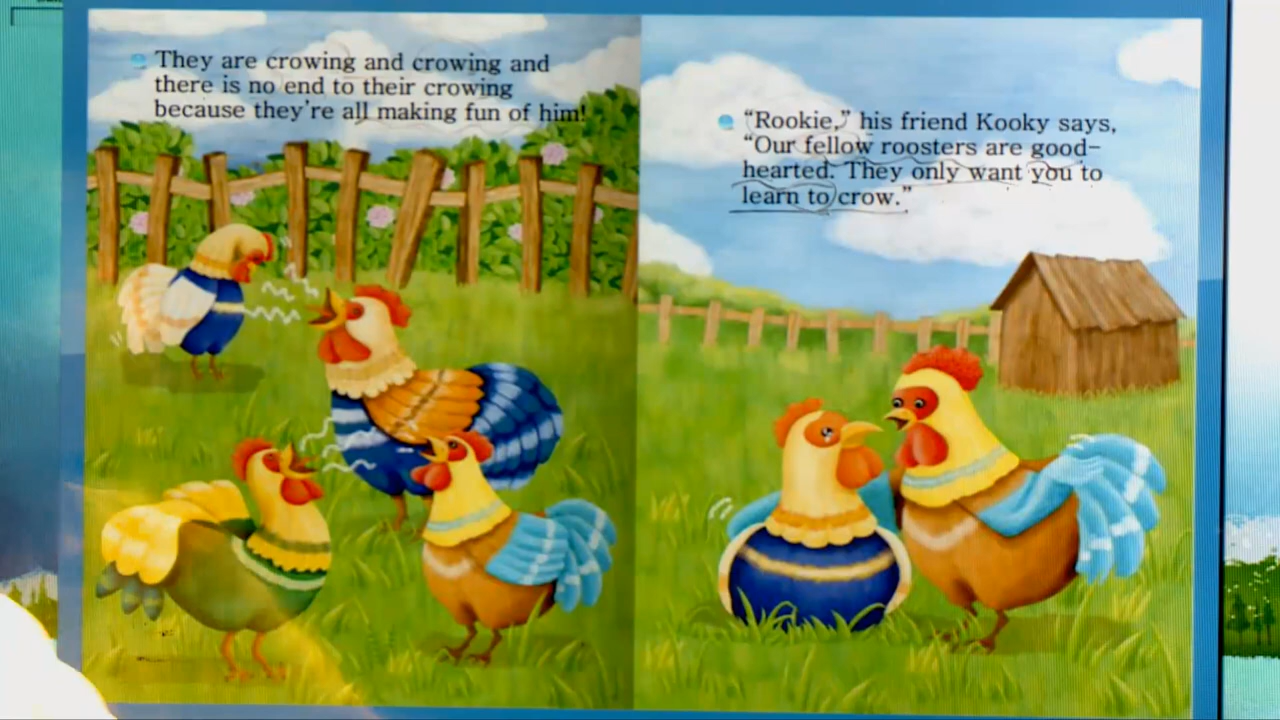 They are crowing and crowing and
there is no end to their crowing
because they're all making fun of him!
“Rookie,” his friend Kooky says,
“Our fellow roosters are good-
hearted. They only want you to
learn to crow.”